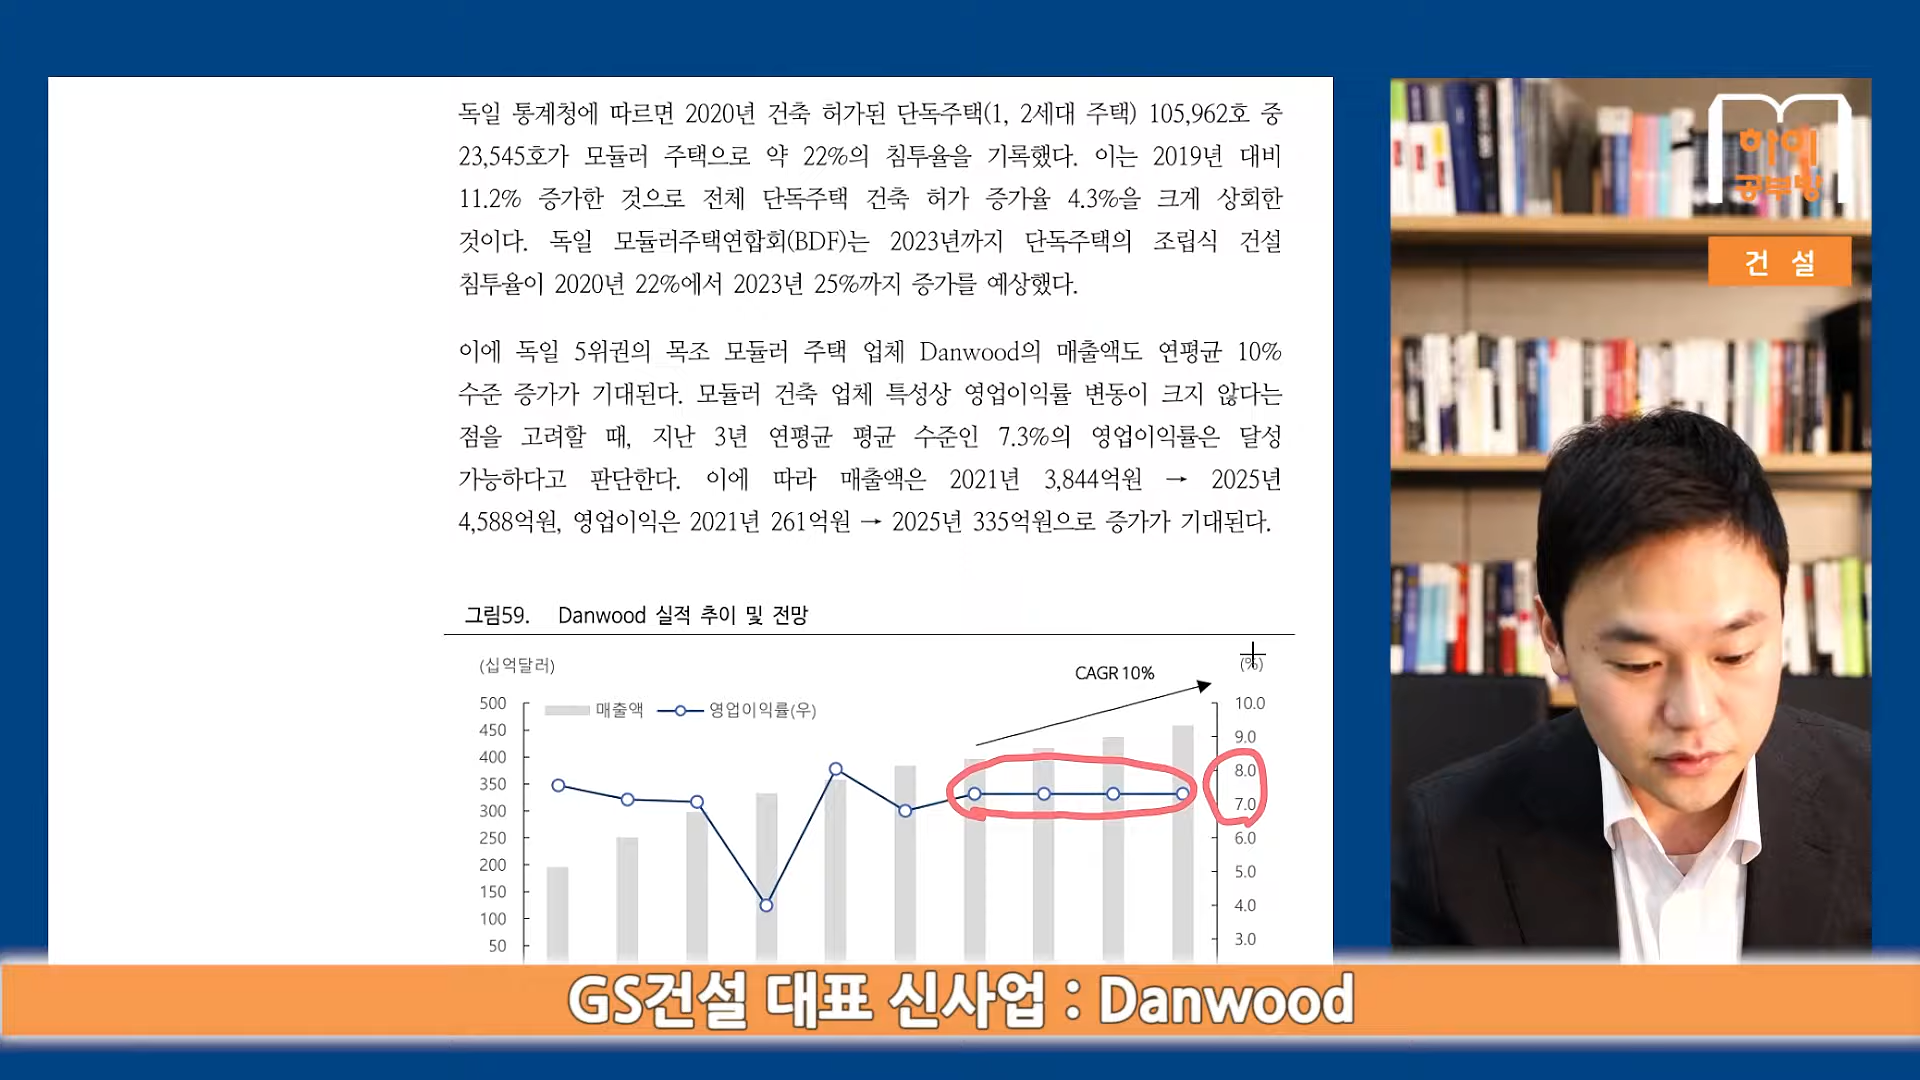 독일 통계청에 따르면 2020년 건축 허가된 단독주택(1, 2세대 주택) 105,962호 중
23,545호가 모듈러 주택으로 약 22%의 침투율을 기록했다. 이는 2019년 대비
11.2% 증가한 것으로 전체 단독주택 건축 허가 증가율 4.3%을 크게 상회한
것이다. 독일 모듈러주택연합회(BDF)는 2023년까지 단독주택의 조립식 건설
침투율이 2020년 22%에서 2023년 25%까지 증가를 예상했다.
이에 독일 5위권의 목조 모듈러 주택 업체 Danwood의 매출액도 연평균 10%
수준 증가가 기대된다. 모듈러 건축 업체 특성상 영업이익률 변동이 크지 않다는
점을 고려할 때, 지난 3년 연평균 평균 수준인 7.3%의 영업이익률은 달성
가능하다고 판단한다. 이에 따라 매출액은 2021년 3,844억원 → 2025년
4,588억원, 영업이익은 2021년 261억원 → 2025년 335억원으로 증가가 기대된다.
그림59. Danwood 실적 추이 및 전망
(십억달러)
(%)
CAGR 10%
매출액 영업이익률(우)
500
450
400
350
300
250
200
150
100
50
10.0
9.0
8.0
7.0
6.0
5.0
4.0
3.0
하이
공부방
건 설
GS건설 대표 신사업 : Danwood